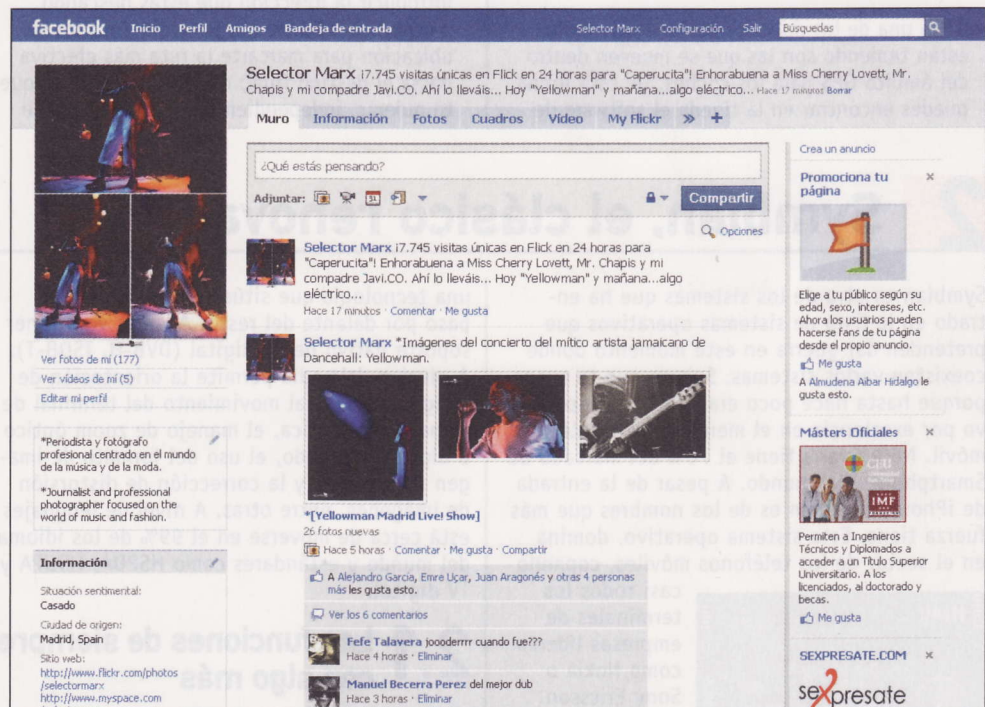 facebook Inicio Perfil Amigos Bandeja de entrada Selector Marx Configuración Salir Búsquedas
Selector Marx i7.745 visitas únicas en Flick en 24 horas para "Caperucita"! Enhorabuena a Miss Cherry Lovett, Mr.
Chapis y mi compadre Javi.CO. Ahí lo lleváis... Hoy "Yellowman" y mañana...algo eléctrico... Hace 17 minutos Borrar
Muro Información Fotos Cuadros Vídeo My Flickr » +
¿Qué estás pensando?
Adjuntar: 31 Compartir
Opciones
Selector Marx i7.745 visitas únicas en Flick en 24 horas para
"Caperucita"! Enhorabuena a Miss Cherry Lovett, Mr. Chapis y mi
compadre Javi.CO. Ahí lo lleváis... Hoy "Yellowman" y mañana...algo
eléctrico...
Hace 17 minutos · Comentar · Me gusta
Selector Marx *Imágenes del concierto del mítico artista jamaicano de
Dancehall: Yellowman.
*[Yellowman Madrid Live! Show]
26 fotos nuevas
Hace 5 horas · Comentar · Me gusta · Compartir
A Alejandro García, Emre Uçar, Juan Aragonés y otras 4 personas
más les gusta esto.
Ver los 6 comentarios
Fefe Talavera joooderrrr cuando fue???
Hace 4 horas · Eliminar
Manuel Becerra Perez del mejor dub
Hace 3 horas · Eliminar
Ver fotos de mí (177)
Ver vídeos de mí (5)
Editar mi perfil
*Periodista y fotógrafo
profesional centrado en el mundo
de la música y de la moda.
*Journalist and professional
photographer focused on the
world of music and fashion.
Información
Situación sentimental:
Casado
Ciudad de origen:
Madrid, Spain
Sitio web:
http://www.flickr.com/photos
/selectormarx
http://www.myspace.com
Crea un anuncio
Promociona tu ×
página
Elige a tu público según su
edad, sexo, intereses, etc.
Ahora los usuarios pueden
hacerse fans de tu página
desde el propio anuncio.
Me gusta
A Almudena Aibar Hidalgo le
gusta esto.
Másters Oficiales ×
IMF
Permiten a Ingenieros
Técnicos y Diplomados a
acceder a un Título Superior
Universitario. A los
licenciados, al doctorado y
becas.
Me gusta
SEXPRESATE.COM ×
seXpresate